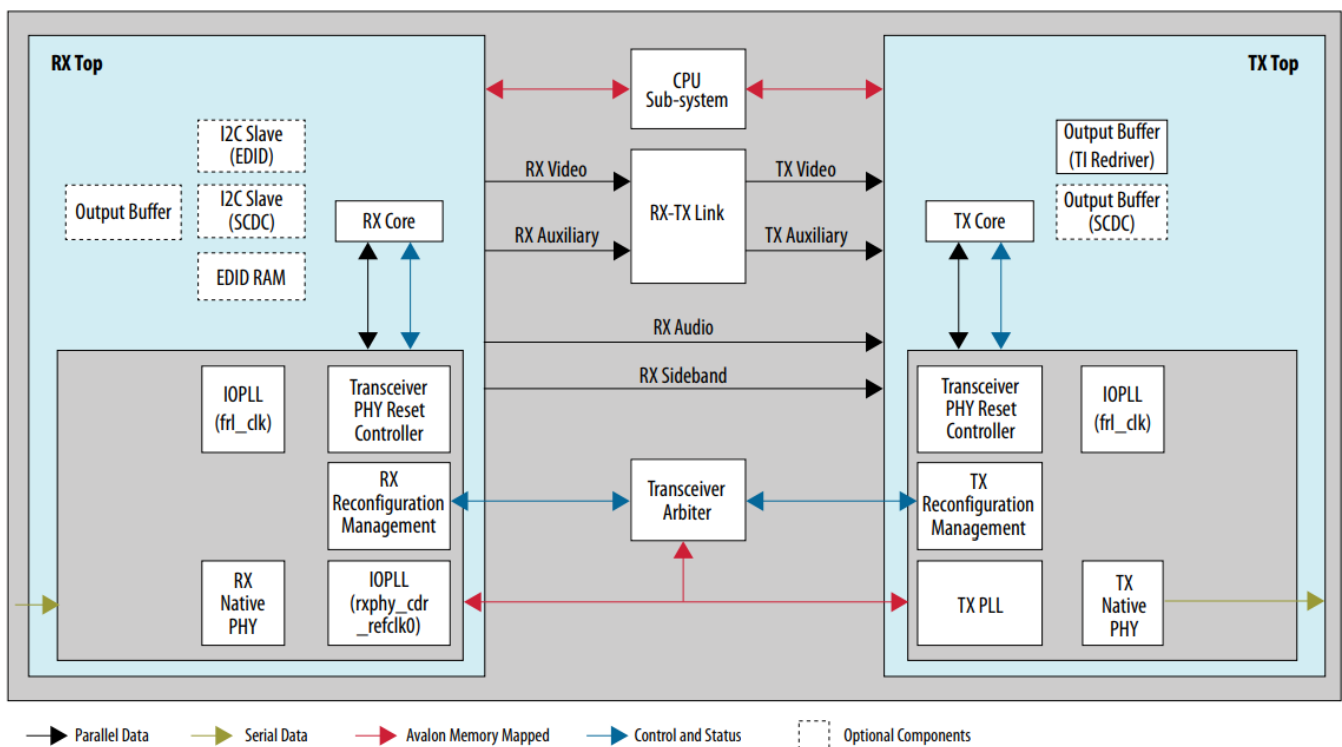 RX Top
TX Top
CPU
Sub-system
I2C Slave
(EDID)
Output Buffer
I2C Slave
(SCDC)
EDID RAM
RX Core
RX Video
RX Auxiliary
RX-TX Link
TX Video
TX Auxiliary
Output Buffer
(TI Redriver)
Output Buffer
(SCDC)
TX Core
RX Audio
RX Sideband
IOPLL
(frl_clk)
Transceiver
PHY Reset
Controller
RX
Reconfiguration
Management
RX
Native
PHY
IOPLL
(rxphy_cdr
_refclk0)
Transceiver
Arbiter
Transceiver
PHY Reset
Controller
IOPLL
(frl_clk)
TX
Reconfiguration
Management
TX PLL
TX
Native
PHY
Parallel Data
Serial Data
Avalon Memory Mapped
Control and Status
Optional Components